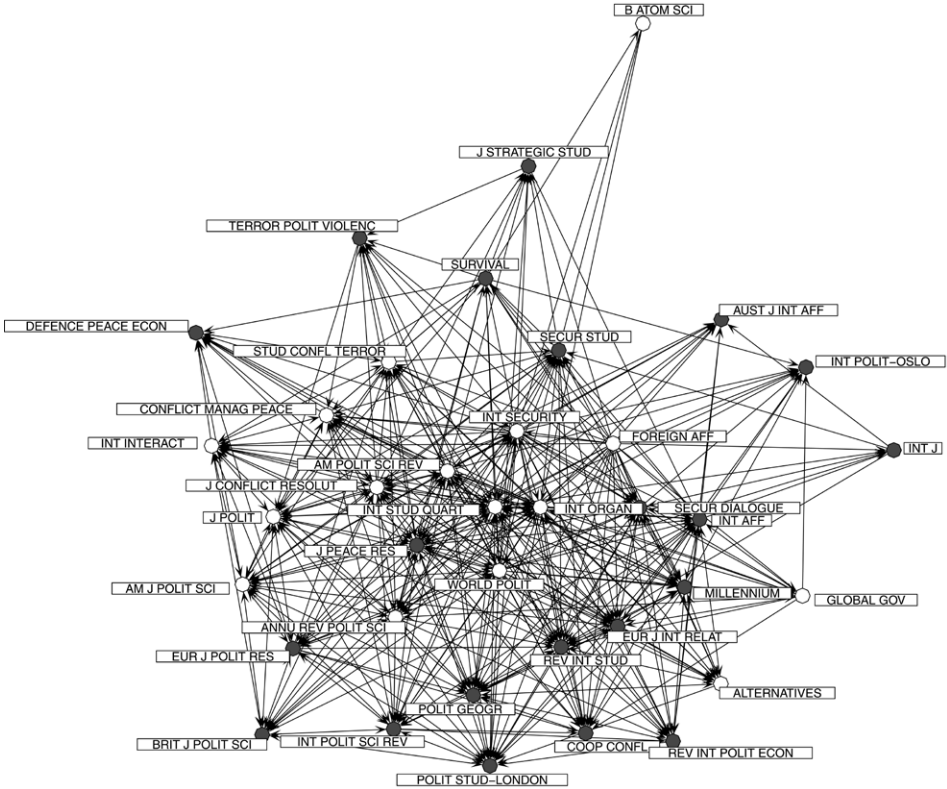 B ATOM SCI
J STRATEGIC STUD
TERROR POLIT VIOLENC
SURVIVAL
AUST J INT AFF
DEFENCE PEACE ECON
SECUR STUD
STUD CONFL TERROR
INT POLIT-OSLO
CONFLICT MANAG PEACE
INT SECURITY
FOREIGN AFF
INT INTERACT
INT J
AM POLIT SCI REV
J CONFLICT RESOLUT
INT STUD QUART
INT ORGAN
SECUR DIALOGUE
J POLIT
INT AFF
J PEACE RES
WORLD POLIT
AM J POLIT SCI
MILLENNIUM
GLOBAL GOV
ANNU REV POLIT SCI
EUR J INT RELAT
EUR J POLIT RES
REV INT STUD
ALTERNATIVES
POLIT GEOGR
BRIT J POLIT SCI
INT POLIT SCI REV
COOP CONFL
REV INT POLIT ECON
POLIT STUD-LONDON